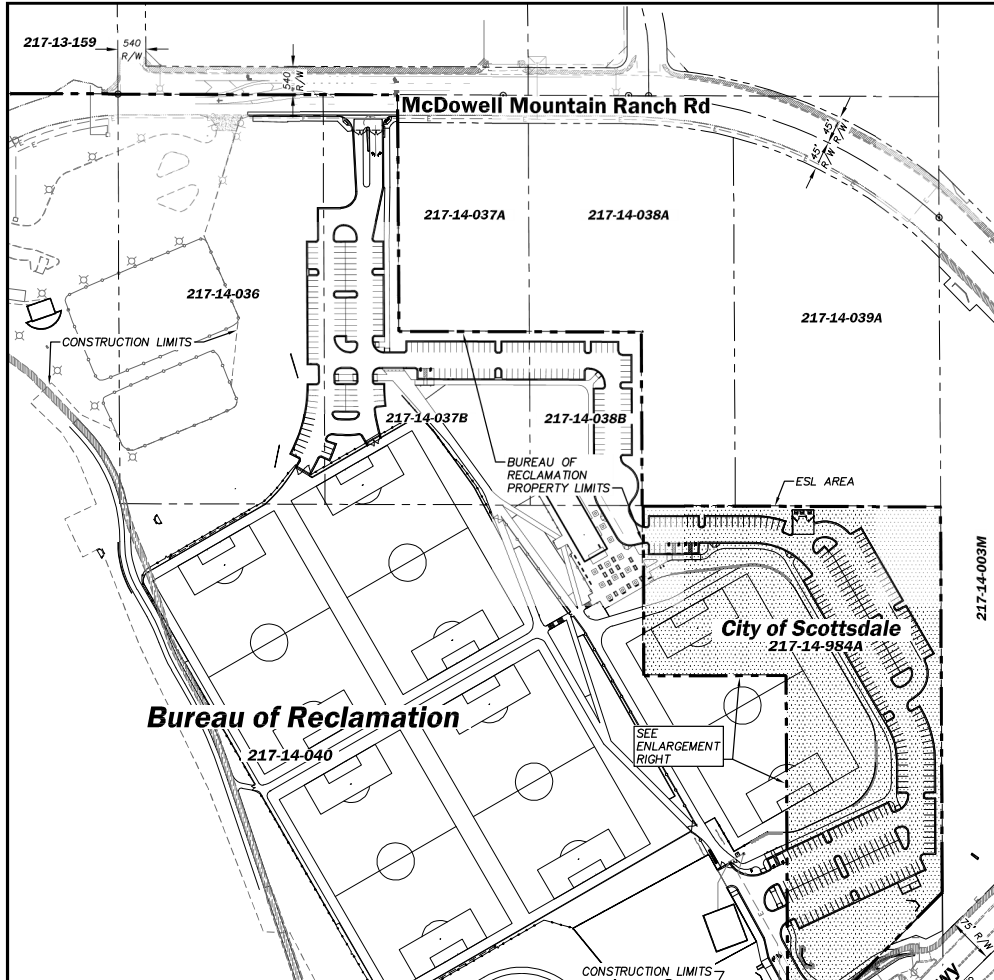 217-13-159
540
R/W
540
R/W
McDowell Mountain Ranch Rd
45'
45'
R/W
217-14-037A
217-14-038A
217-14-036
217-14-039A
CONSTRUCTION LIMITS
217-14-037B
217-14-038B
BUREAU OF
RECLAMATION
PROPERTY LIMITS
ESL AREA
217-14-003M
City of Scottsdale
217-14-984A
Bureau of Reclamation
217-14-040
SEE
ENLARGEMENT
RIGHT
75' R/W
CONSTRUCTION LIMITS